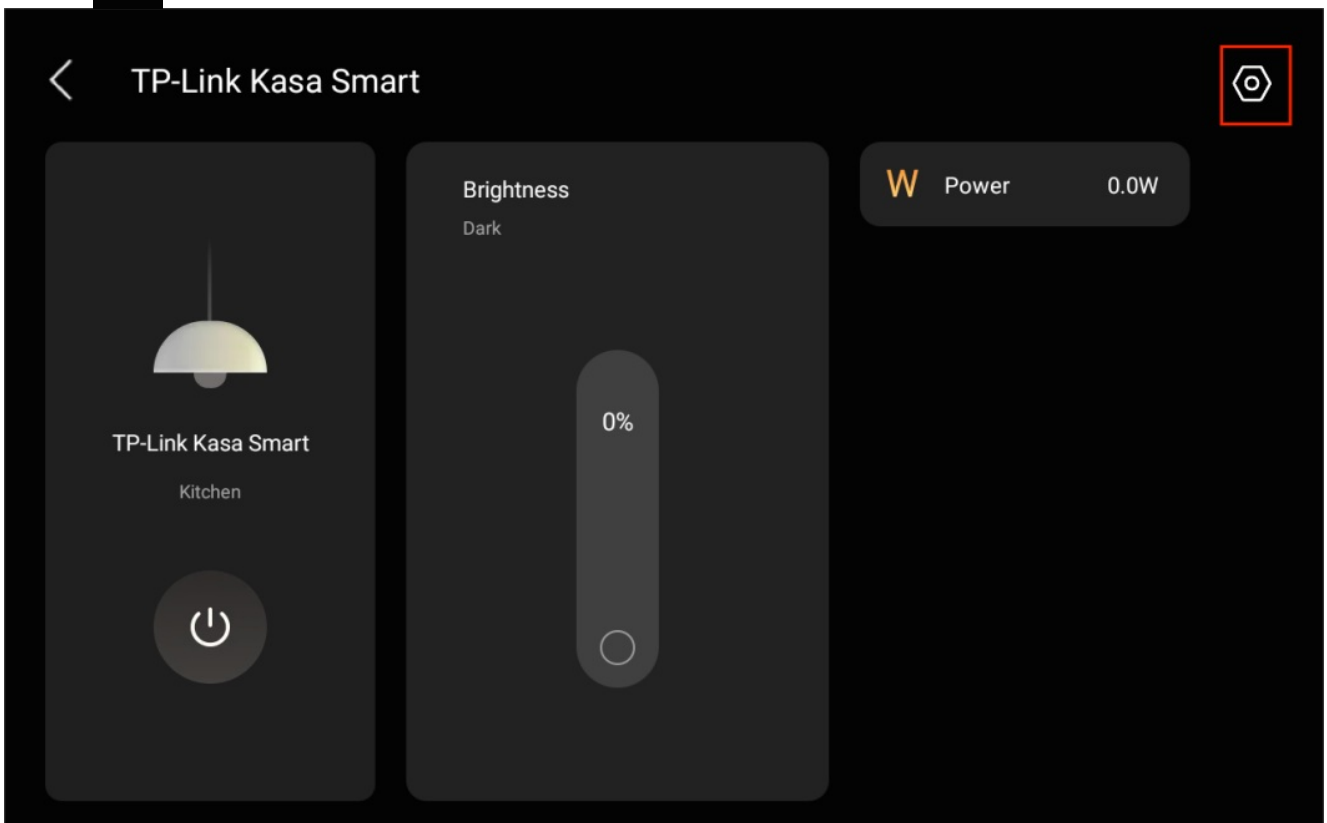 TP-Link Kasa Smart
TP-Link Kasa Smart
Kitchen
Brightness
Dark
0%
W Power 0.0W